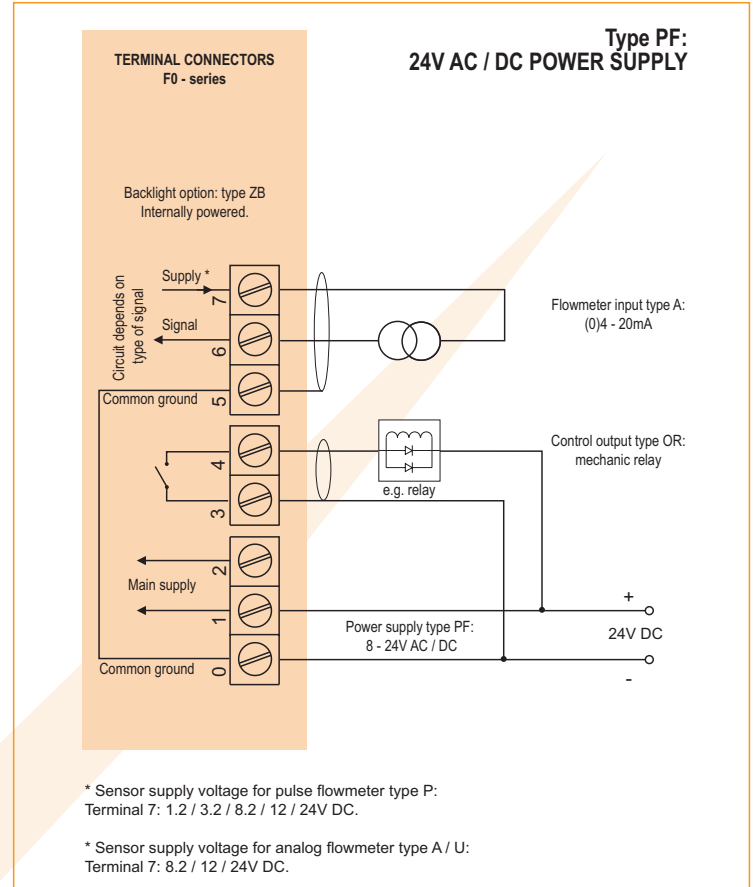 Type PF:
24V AC / DC POWER SUPPLY
TERMINAL CONNECTORS
F0 - series
Backlight option: type ZB
Internally powered.
Circuit depends on
type of signal
Supply *
7
Signal
6
Common ground
5
Flowmeter input type A:
(0)4 - 20mA
4
3
e.g. relay
Control output type OR:
mechanic relay
2
Main supply
1
Power supply type PF:
8 - 24V AC / DC
+
24V DC
-
Common ground
0
* Sensor supply voltage for pulse flowmeter type P:
Terminal 7: 1.2 / 3.2 / 8.2 / 12 / 24V DC.
* Sensor supply voltage for analog flowmeter type A / U:
Terminal 7: 8.2 / 12 / 24V DC.